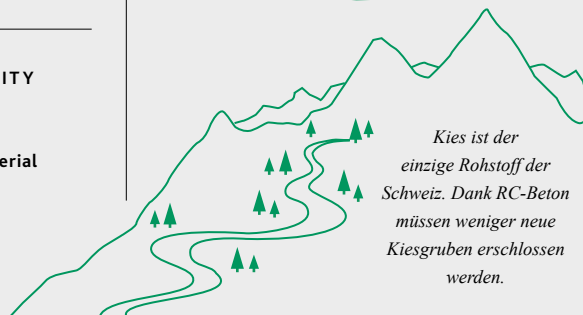 ITY
erial
Kies ist der
einzige Rohstoff der
Schweiz. Dank RC-Beton
müssen weniger neue
Kiesgruben erschlossen
werden.